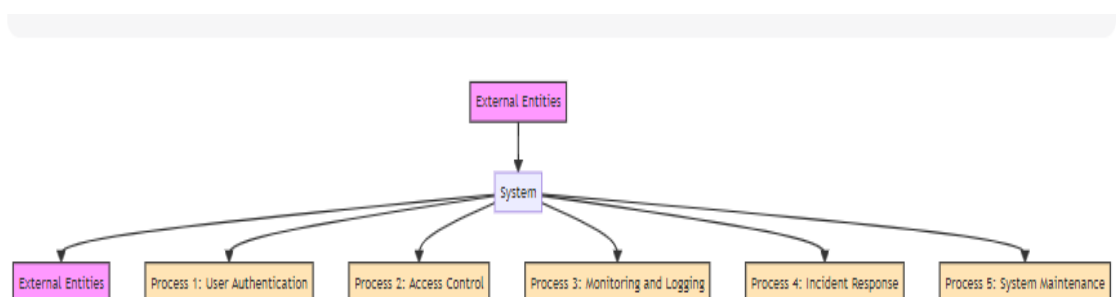 External Entities
System
External Entities
Process 1: User Authentication
Process 2: Access Control
Process 3: Monitoring and Logging
Process 4: Incident Response
Process 5: System Maintenance